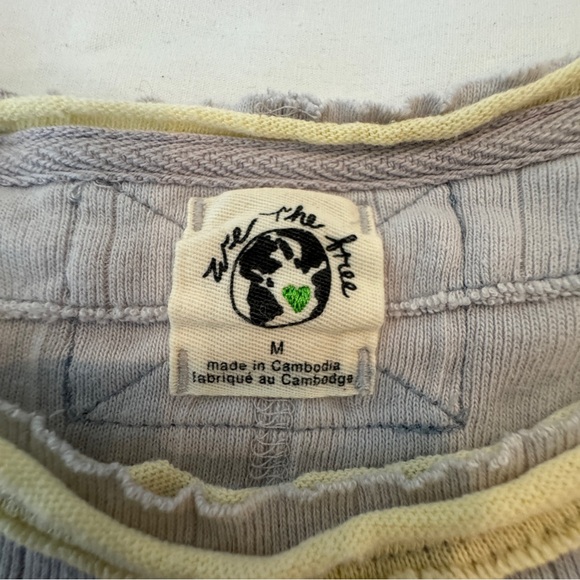 we The free
M
made in Cambodia
fabriqué au Cambodge